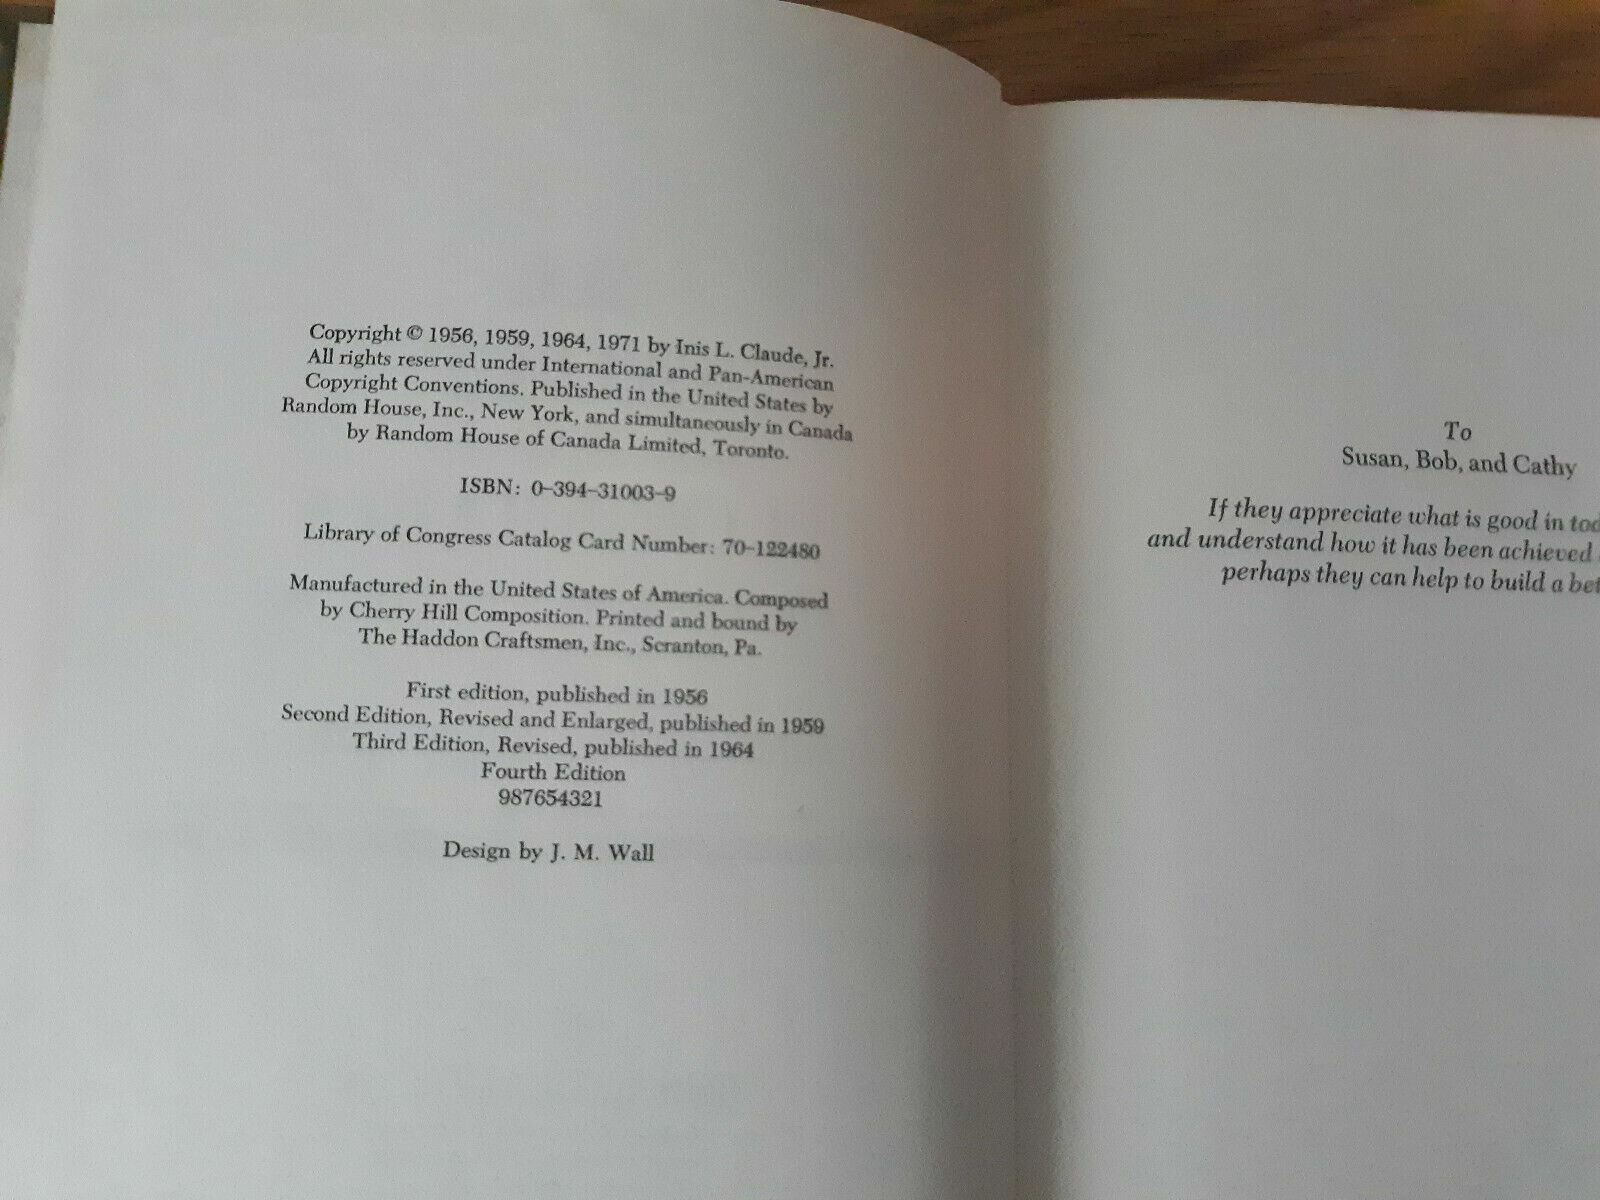 Copyright © 1956, 1959, 1964, 1971 by Inis L. Claude, Jr.
All rights reserved under International and Pan-American
Copyright Conventions. Published in the United States by
Random House, Inc., New York, and simultaneously in Canada
by Random House of Canada Limited, Toronto.
ISBN: 0–394–31003–9
Library of Congress Catalog Card Number: 70–122480
Manufactured in the United States of America. Composed
by Cherry Hill Composition. Printed and bound by
The Haddon Craftsmen, Inc., Scranton, Pa.
First edition, published in 1956
Second Edition, Revised and Enlarged, published in 1959
Third Edition, Revised, published in 1964
Fourth Edition
987654321
Design by J. M. Wall
To
Susan, Bob, and Cathy
If they appreciate what is good in
and understand how it has been achieved
perhaps they can help to build a